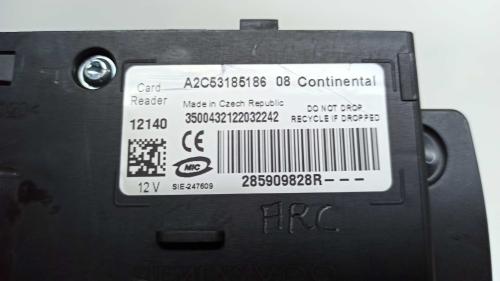 A2C53185186 08 Continental
Card
Reader
Made in Czech Republic
DO NOT DROP
RECYCLE IF DROPPED
12140
3500432122032242
CE
MIC
12 V
SIE-247609
285909828R---
ARC